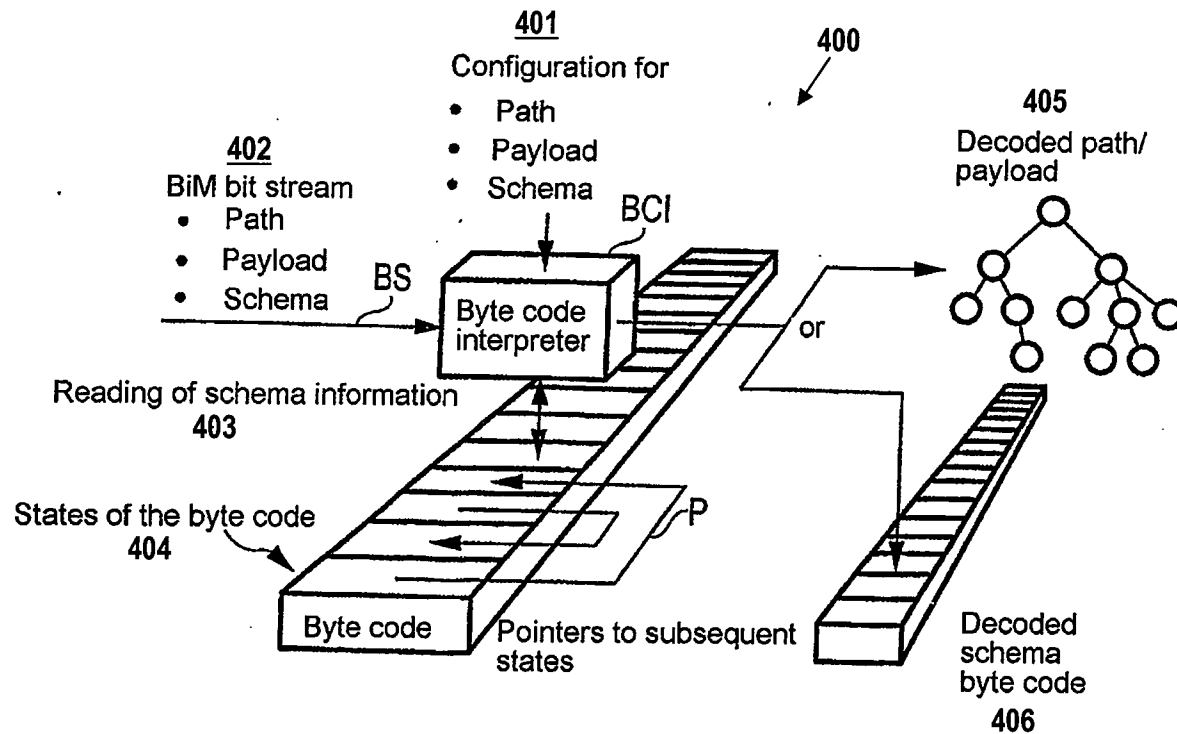 401
Configuration for
• Path
• Payload
• Schema
400
402
BiM bit stream
• Path
• Payload
• Schema
405
Decoded path/
payload
BCI
BS
Byte code
interpreter
or
Reading of schema information
403
States of the byte code
404
P
Byte code
Pointers to subsequent
states
Decoded
schema
byte code
406